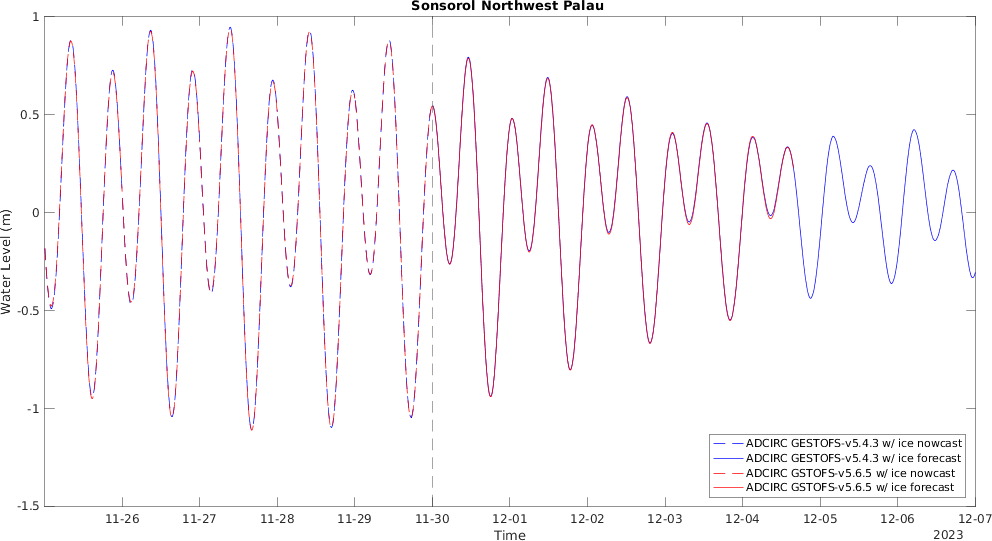 Sonsorol Northwest Palau
1
0.5
0
-0.5
-1
-1.5
Water Level (m)
11-26 11-27 11-28 11-29 11-30 12-01 12-02 12-03 12-04 12-05 12-06 12-07
Time
2023
ADCIRC GESTOFS-v5.4.3 w/ ice nowcast
ADCIRC GESTOFS-v5.4.3 w/ ice forecast
ADCIRC GSTOFS-v5.6.5 w/ ice nowcast
ADCIRC GSTOFS-v5.6.5 w/ ice forecast